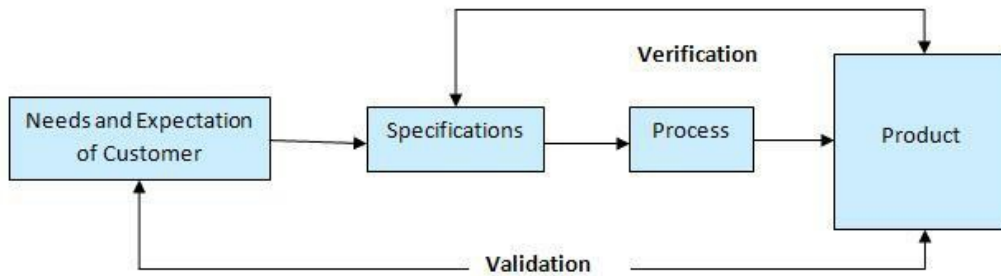 Verification
Needs and Expectation
of Customer
Specifications
Process
Product
Validation